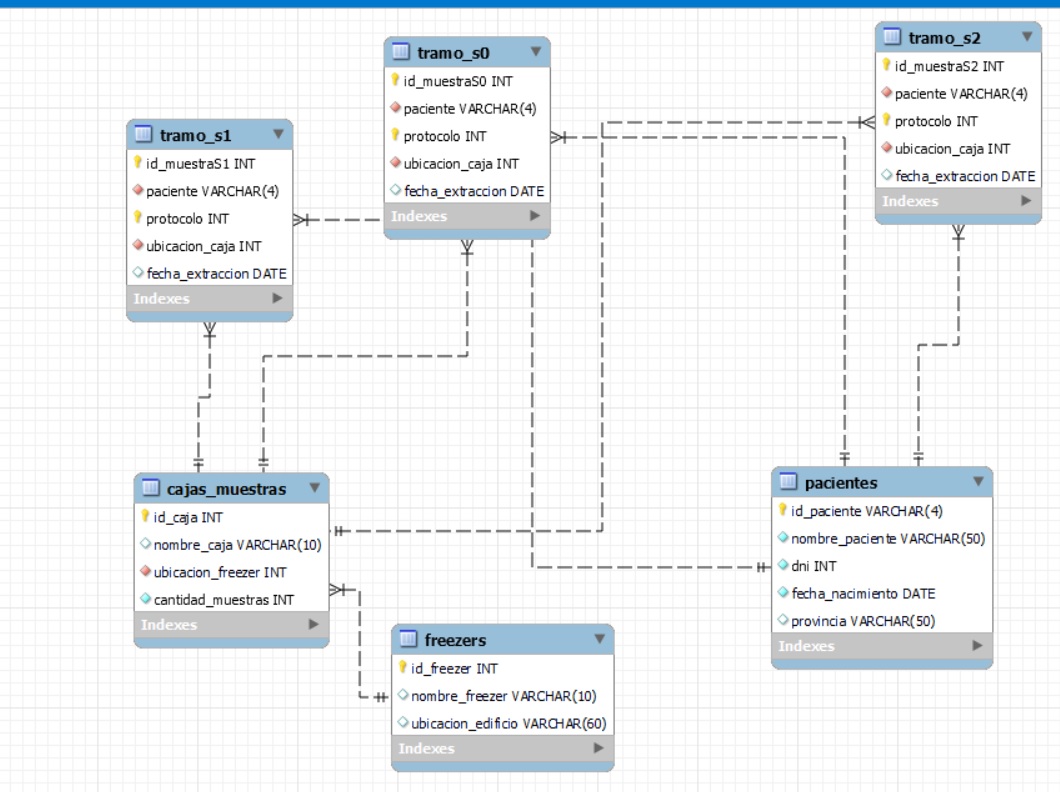 tramo_s0
id_muestraS0 INT
paciente VARCHAR(4)
protocolo INT
ubicacion_caja INT
fecha_extraccion DATE
Indexes
tramo_s2
id_muestraS2 INT
paciente VARCHAR(4)
protocolo INT
ubicacion_caja INT
fecha_extraccion DATE
Indexes
tramo_s1
id_muestraS1 INT
paciente VARCHAR(4)
protocolo INT
ubicacion_caja INT
fecha_extraccion DATE
Indexes
cajas_muestras
id_caja INT
nombre_caja VARCHAR(10)
ubicacion_freezer INT
cantidad_muestras INT
Indexes
pacientes
id_paciente VARCHAR(4)
nombre_paciente VARCHAR(50)
dni INT
fecha_nacimiento DATE
provincia VARCHAR(50)
Indexes
freezers
id_freezer INT
nombre_freezer VARCHAR(10)
ubicacion_edificio VARCHAR(60)
Indexes